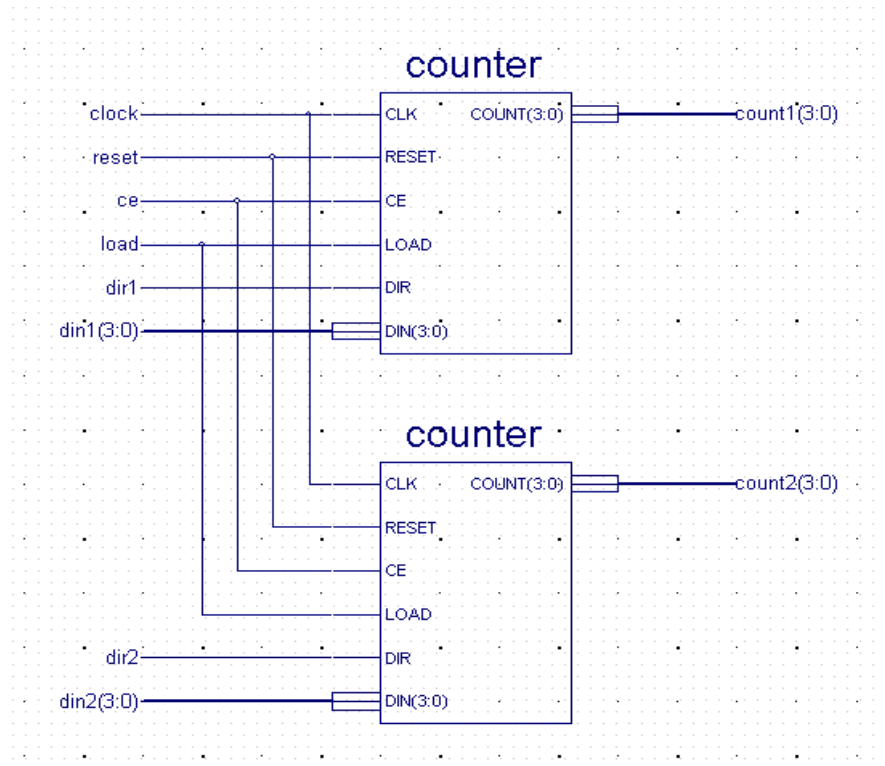 counter
clock CLK COUNT(3:0) count1(3:0)
reset RESET
ce CE
load LOAD
dir1 DIR
din1(3:0) DIN(3:0)
counter
CLK COUNT(3:0) count2(3:0)
RESET
CE
LOAD
dir2 DIR
din2(3:0) DIN(3:0)